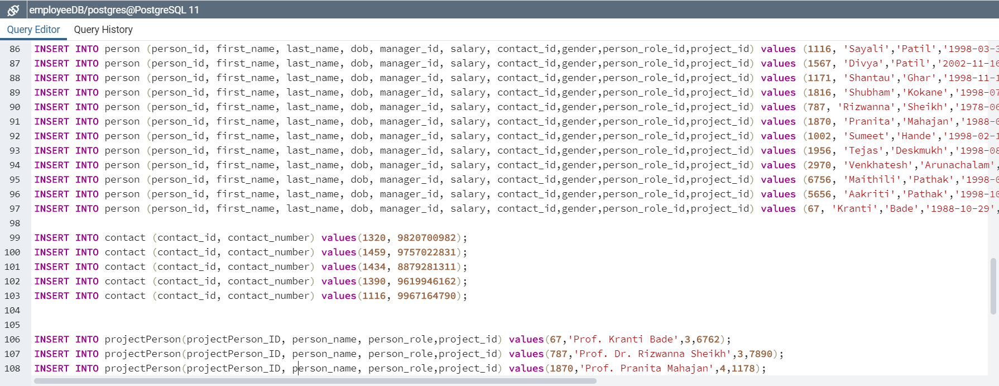 employeeDB/postgres@PostgreSQL 11
Query Editor Query History
86 INSERT INTO person (person_id, first_name, last_name, dob, manager_id, salary, contact_id,gender,person_role_id,project_id) values (1116, 'Sayali','Patil','1998-03-3
87 INSERT INTO person (person_id, first_name, last_name, dob, manager_id, salary, contact_id,gender,person_role_id,project_id) values (1567, 'Divya','Patil','2002-11-16
88 INSERT INTO person (person_id, first_name, last_name, dob, manager_id, salary, contact_id,gender,person_role_id,project_id) values (1171, 'Shantau','Ghar','1998-11-1
89 INSERT INTO person (person_id, first_name, last_name, dob, manager_id, salary, contact_id,gender,person_role_id,project_id) values (1816, 'Shubham','Kokane','1998-07
90 INSERT INTO person (person_id, first_name, last_name, dob, manager_id, salary, contact_id,gender,person_role_id,project_id) values (787, 'Rizwanna','Sheikh','1978-06
91 INSERT INTO person (person_id, first_name, last_name, dob, manager_id, salary, contact_id,gender,person_role_id,project_id) values (1870, 'Pranita','Mahajan','1988-0
92 INSERT INTO person (person_id, first_name, last_name, dob, manager_id, salary, contact_id,gender,person_role_id,project_id) values (1002, 'Sumeet','Hande','1998-02-1
93 INSERT INTO person (person_id, first_name, last_name, dob, manager_id, salary, contact_id,gender,person_role_id,project_id) values (1956, 'Tejas','Deskmukh','1998-08
94 INSERT INTO person (person_id, first_name, last_name, dob, manager_id, salary, contact_id,gender,person_role_id,project_id) values (2970, 'Venkhatesh','Arunachalam',
95 INSERT INTO person (person_id, first_name, last_name, dob, manager_id, salary, contact_id,gender,person_role_id,project_id) values (6756, 'Maithili','Pathak','1998-0
96 INSERT INTO person (person_id, first_name, last_name, dob, manager_id, salary, contact_id,gender,person_role_id,project_id) values (5656, 'Aakriti','Pathak','1998-10
97 INSERT INTO person (person_id, first_name, last_name, dob, manager_id, salary, contact_id,gender,person_role_id,project_id) values (67, 'Kranti','Bade','1988-10-29',
98
99 INSERT INTO contact (contact_id, contact_number) values(1320, 9820700982);
100 INSERT INTO contact (contact_id, contact_number) values(1459, 9757022831);
101 INSERT INTO contact (contact_id, contact_number) values(1434, 8879281311);
102 INSERT INTO contact (contact_id, contact_number) values(1390, 9619946162);
103 INSERT INTO contact (contact_id, contact_number) values(1116, 9967164790);
104
105
106 INSERT INTO projectPerson(projectPerson_ID, person_name, person_role,project_id) values(67,'Prof. Kranti Bade',3,6762);
107 INSERT INTO projectPerson(projectPerson_ID, person_name, person_role,project_id) values(787,'Prof. Dr. Rizwanna Sheikh',3,7890);
108 INSERT INTO projectPerson(projectPerson_ID, person_name, person_role,project_id) values(1870,'Prof. Pranita Mahajan',4,1178);